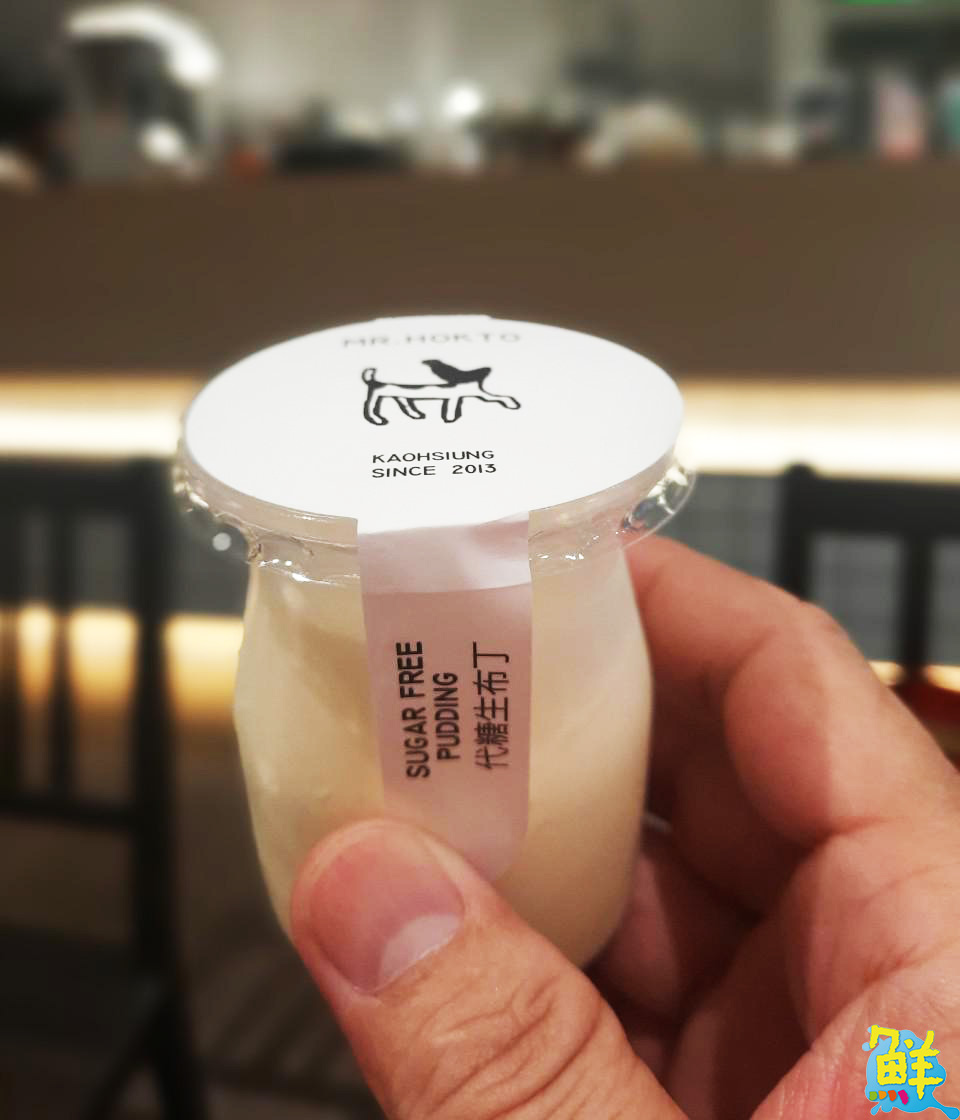 MR.HOKTO
KAOHSIUNG
SINCE 2013
SUGAR FREE
PUDDING
代糖生布丁
鮮